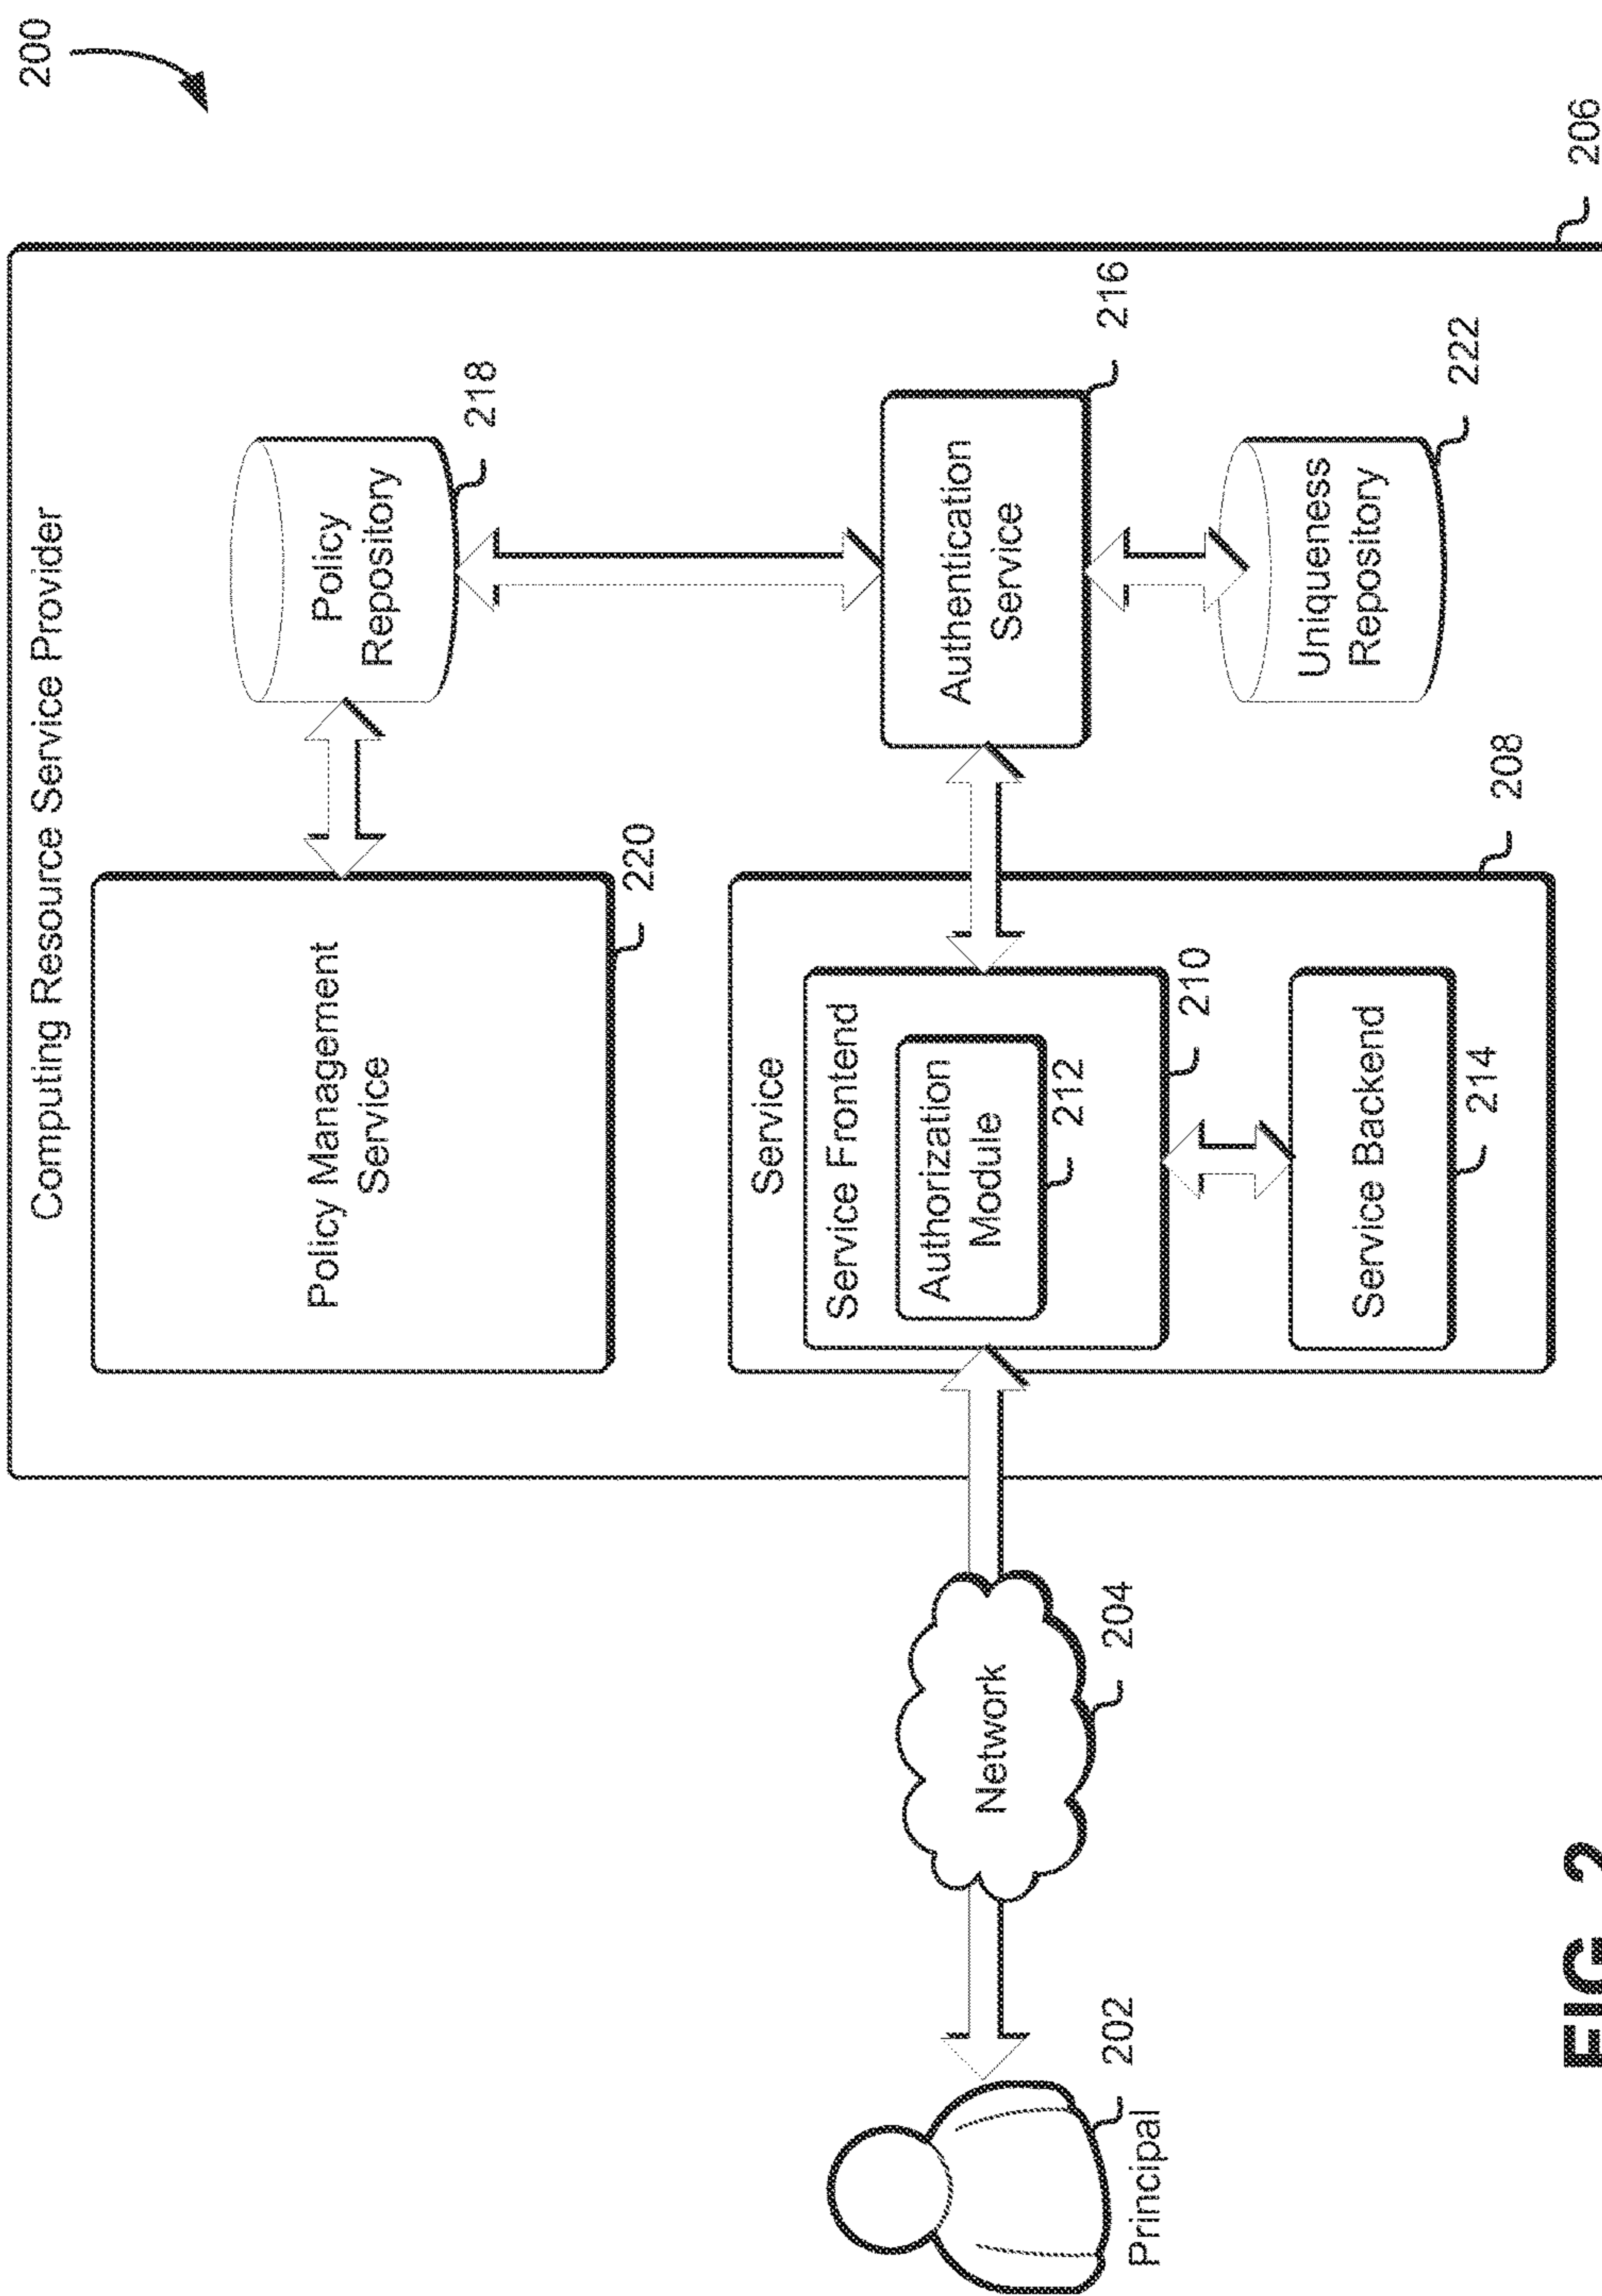 200
Computing Resource Service Provider
206
Policy Management
Service
220
Policy
Repository
218
Service
208
Service Frontend
210
Authorization
Module
212
Service Backend
214
Authentication
Service
216
Uniqueness
Repository
222
Network
204
Principal
202
FIG. 2